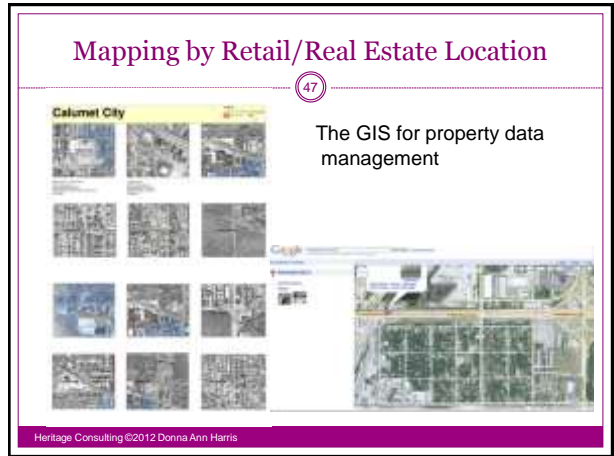 Mapping by Retail/Real Estate Location
47
Calumet City
The GIS for property data
management
Google
Heritage Consulting ©2012 Donna Ann Harris